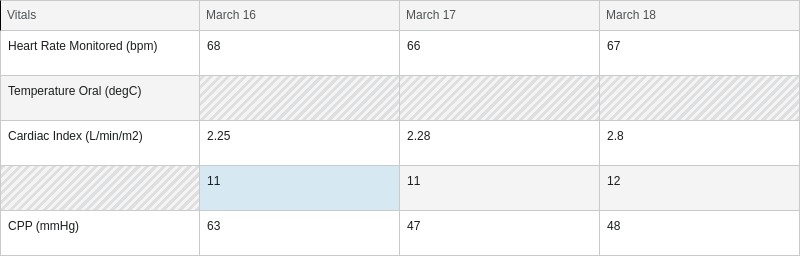 Vitals March 16 March 17 March 18
Heart Rate Monitored (bpm) 68 66 67
Temperature Oral (degC)
Cardiac Index (L/min/m2) 2.25 2.28 2.8
11 11 12
CPP (mmHg) 63 47 48